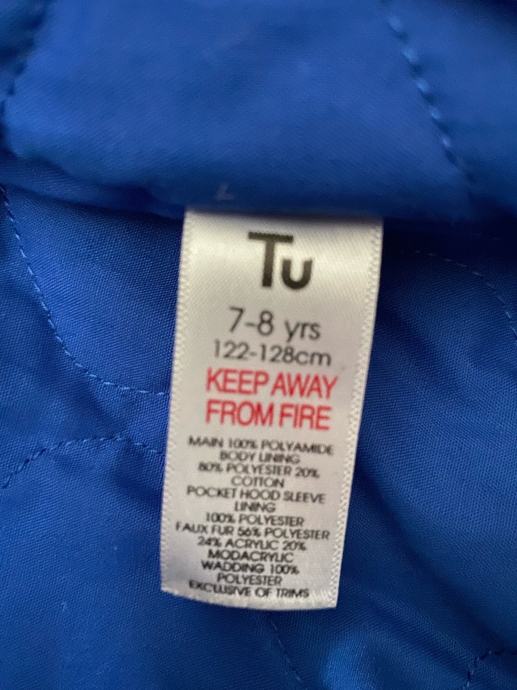 Tu
7-8 yrs
122-128cm
KEEP AWAY
FROM FIRE
MAIN 100% POLYAMIDE
BODY LINING
80% POLYESTER 20%
COTTON
POCKET HOOD SLEEVE
LINING
100% POLYESTER
FAUX FUR 56% POLYESTER
24% ACRYLIC 20%
MODACRYLIC
WADDING 100%
POLYESTER
EXCLUSIVE OF TRIMS